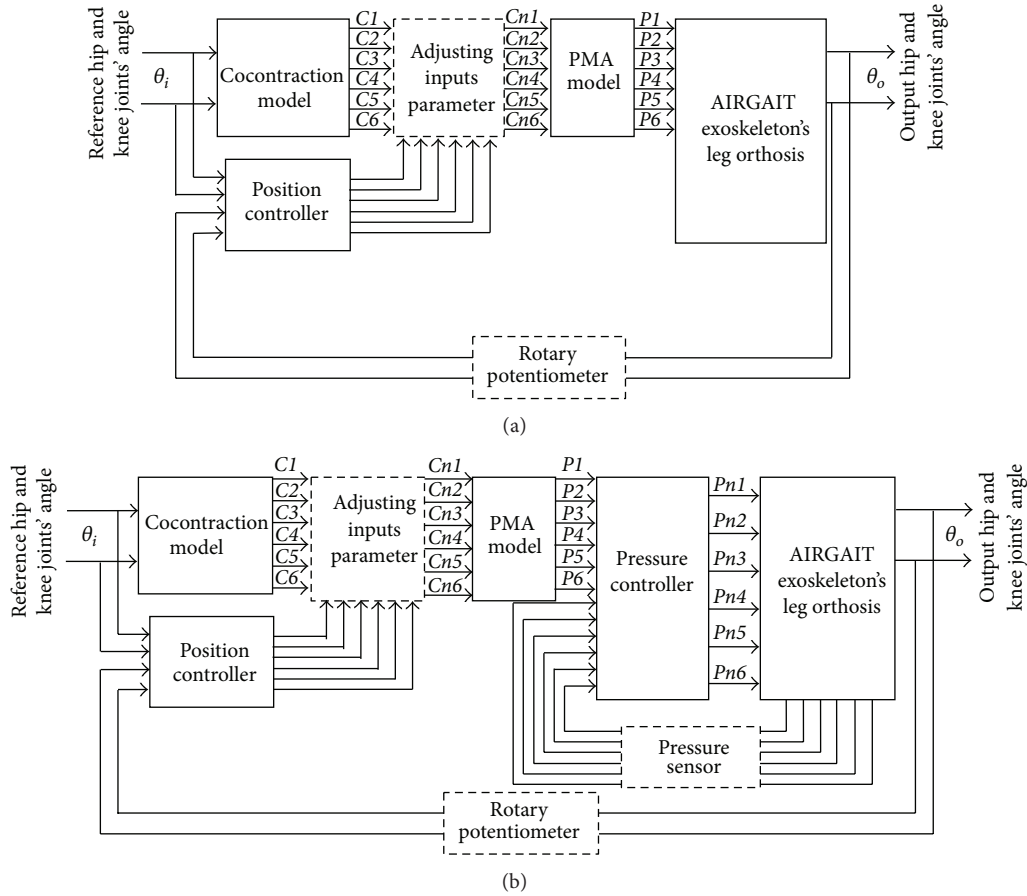 Reference hip and
knee joints' angle
θi
Cocontraction
model
C1
C2
C3
C4
C5
C6
Adjusting
inputs
parameter
Cn1
Cn2
Cn3
Cn4
Cn5
Cn6
PMA
model
P1
P2
P3
P4
P5
P6
AIRGAIT
exoskeleton's
leg orthosis
θo
Output hip and
knee joints' angle
Position
controller
Rotary
potentiometer
(a)
Reference hip and
knee joints' angle
θi
Cocontraction
model
C1
C2
C3
C4
C5
C6
Adjusting
inputs
parameter
Cn1
Cn2
Cn3
Cn4
Cn5
Cn6
PMA
model
P1
P2
P3
P4
P5
P6
Pressure
controller
Pn1
Pn2
Pn3
Pn4
Pn5
Pn6
AIRGAIT
exoskeleton's
leg orthosis
θo
Output hip and
knee joints' angle
Position
controller
Pressure
sensor
Rotary
potentiometer
(b)